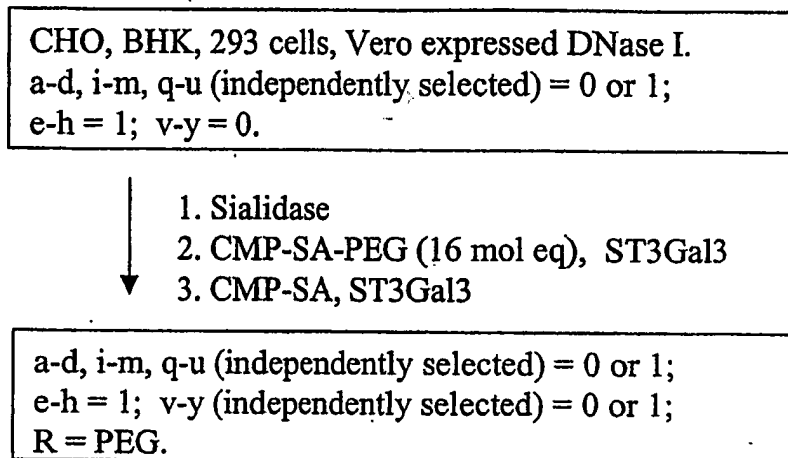 CHO, BHK, 293 cells, Vero expressed DNase I.
a-d, i-m, q-u (independently selected) = 0 or 1;
e-h = 1; v-y = 0.
1. Sialidase
2. CMP-SA-PEG (16 mol eq), ST3Gal3
3. CMP-SA, ST3Gal3
a-d, i-m, q-u (independently selected) = 0 or 1;
e-h = 1; v-y (independently selected) = 0 or 1;
R = PEG.